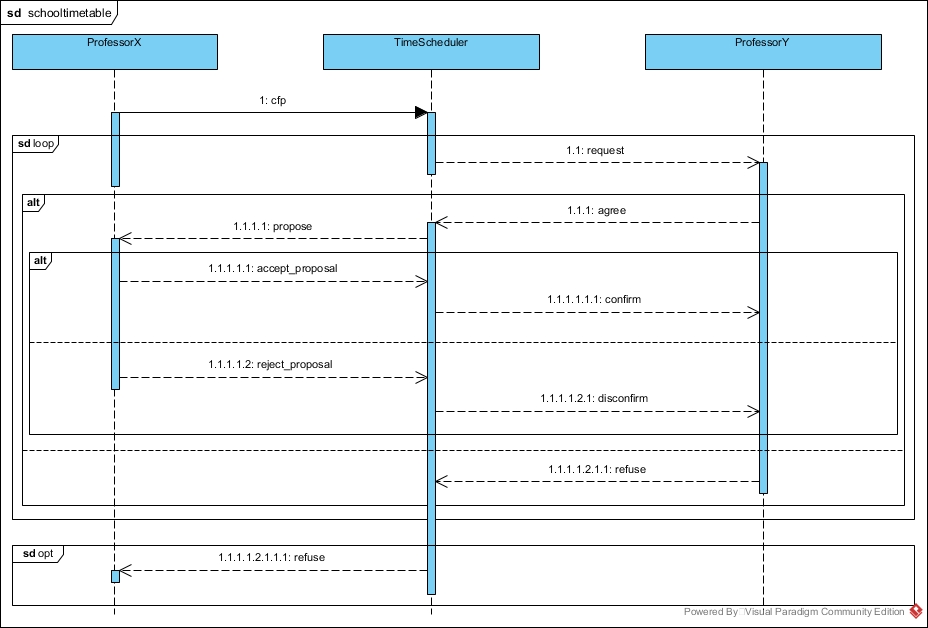 sd schooltimetable
ProfessorX
TimeScheduler
ProfessorY
1: cfp
sd loop
1.1: request
alt
1.1.1: agree
1.1.1.1: propose
alt
1.1.1.1.1: accept_proposal
1.1.1.1.1.1: confirm
1.1.1.1.2: reject_proposal
1.1.1.1.2.1: disconfirm
1.1.1.1.2.1.1: refuse
sd opt
1.1.1.1.2.1.1.1: refuse
Powered By Visual Paradigm Community Edition